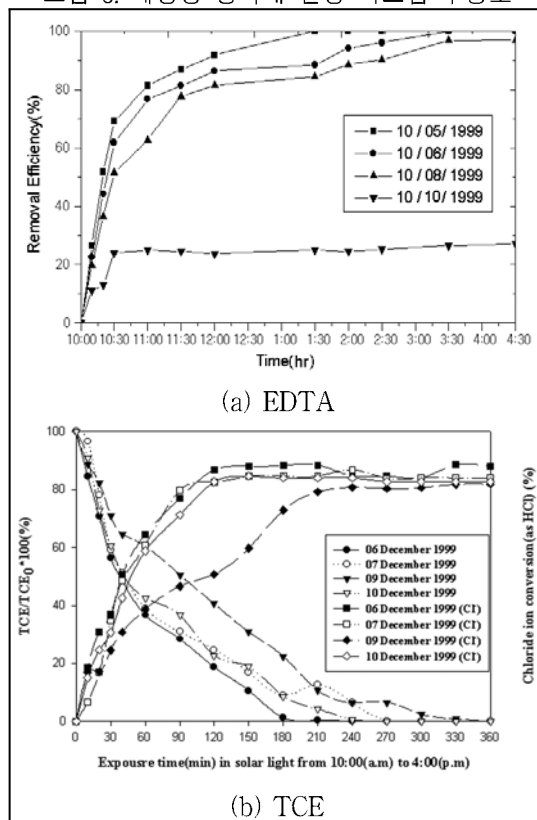 Removal Efficiency(%)
100
80
60
40
20
0
10 / 05/ 1999
10 / 06/ 1999
10 / 08/ 1999
10 / 10/ 1999
10:00 10:30 11:00 11:30 12:00 12:30 1:30 2:00 2:30 3:30 4:00 4:30
Time(hr)
(a) EDTA
TCE/TCE0*100(%)
100
80
60
40
20
0
06 December 1999
07 December 1999
09 December 1999
10 December 1999
06 December 1999 (Cl)
07 December 1999 (Cl)
09 December 1999 (Cl)
10 December 1999 (Cl)
Chloride ion conversion(as HCl) (%)
0 30 60 90 120 150 180 210 240 270 300 330 360
Expousre time(min) in solar light from 10:00(a.m) to 4:00(p.m)
(b) TCE